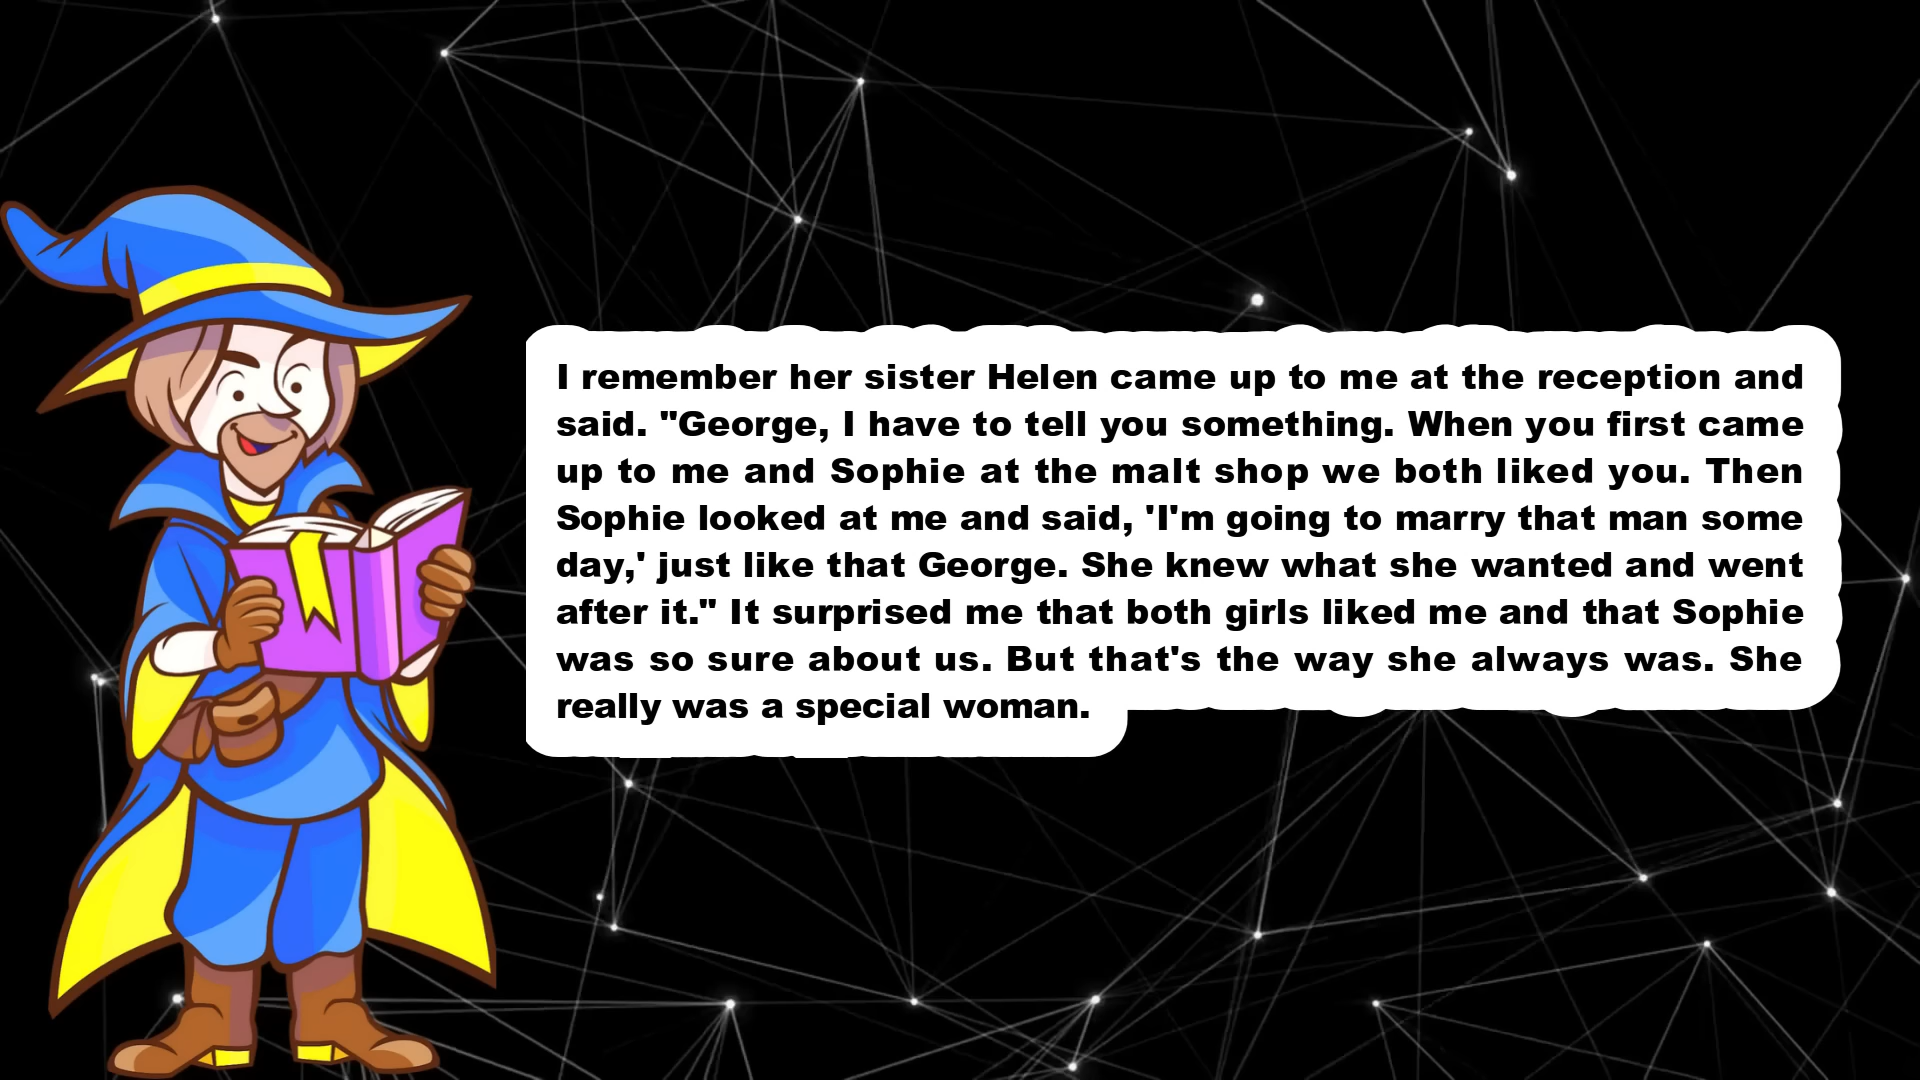 I remember her sister Helen came up to me at the reception and
said. "George, I have to tell you something. When you first came
up to me and Sophie at the malt shop we both liked you. Then
Sophie looked at me and said, 'I'm going to marry that man some
day,' just like that George. She knew what she wanted and went
after it." It surprised me that both girls liked me and that Sophie
was so sure about us. But that's the way she always was. She
really was a special woman.